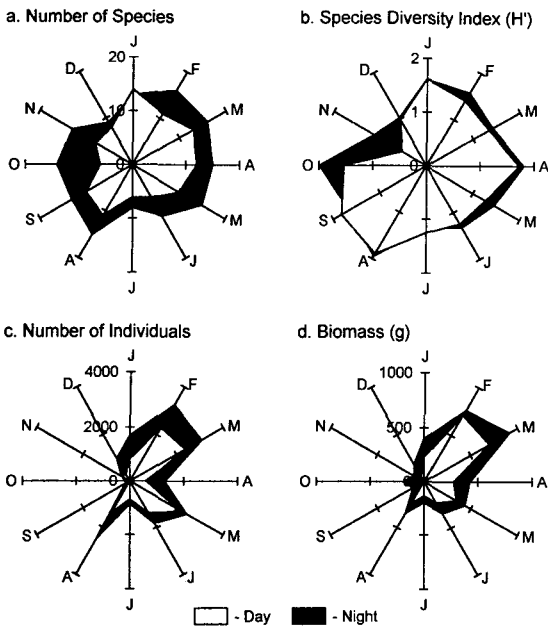 a. Number of Species
b. Species Diversity Index (H')
J
20
D
F
10
N
M
O
0
A
S
M
A
J
J
J
2
D
F
1
N
M
O
0
A
S
M
A
J
J
c. Number of Individuals
d. Biomass (g)
J
4000
D
F
2000
N
M
O
0
A
S
M
A
J
J
J
1000
D
F
500
N
M
O
A
S
M
A
J
J
- Day
- Night